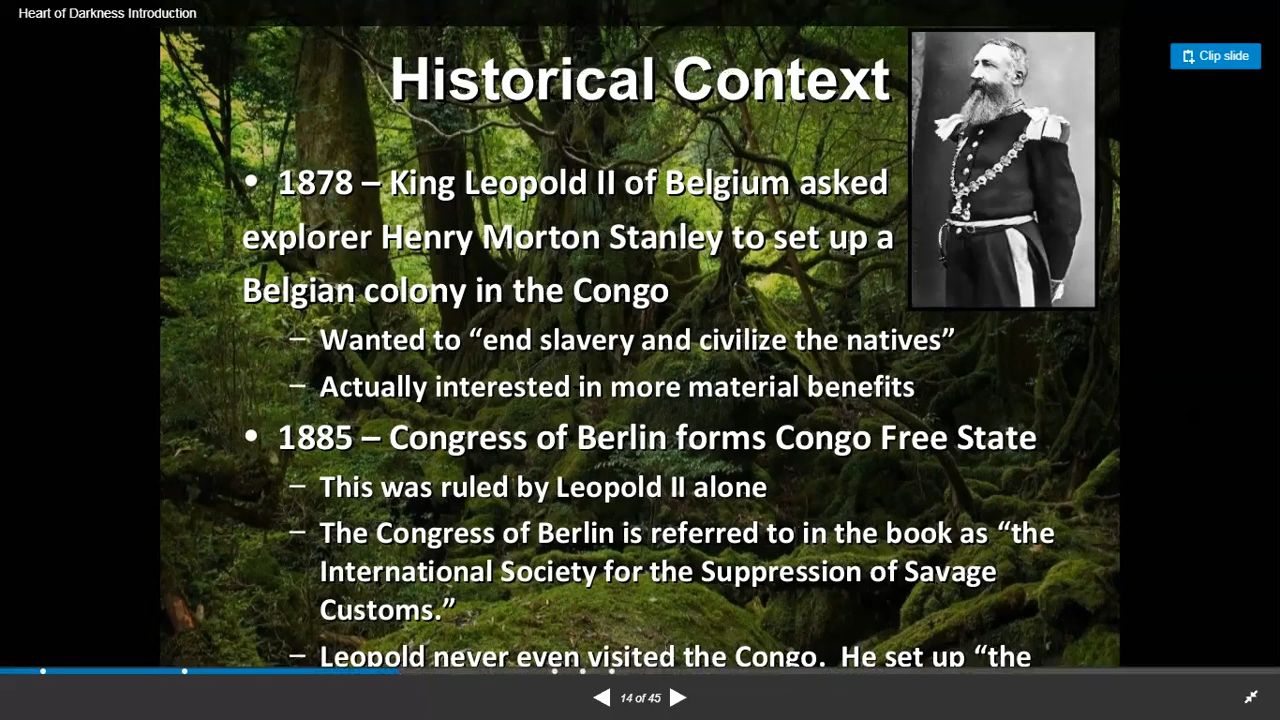 Heart of Darkness Introduction
Clip slide
Historical Context
• 1878 – King Leopold II of Belgium asked
explorer Henry Morton Stanley to set up a
Belgian colony in the Congo
– Wanted to “end slavery and civilize the natives”
– Actually interested in more material benefits
• 1885 – Congress of Berlin forms Congo Free State
– This was ruled by Leopold II alone
– The Congress of Berlin is referred to in the book as “the
International Society for the Suppression of Savage
Customs.”
– Leopold never even visited the Congo. He set up “the
14 of 45